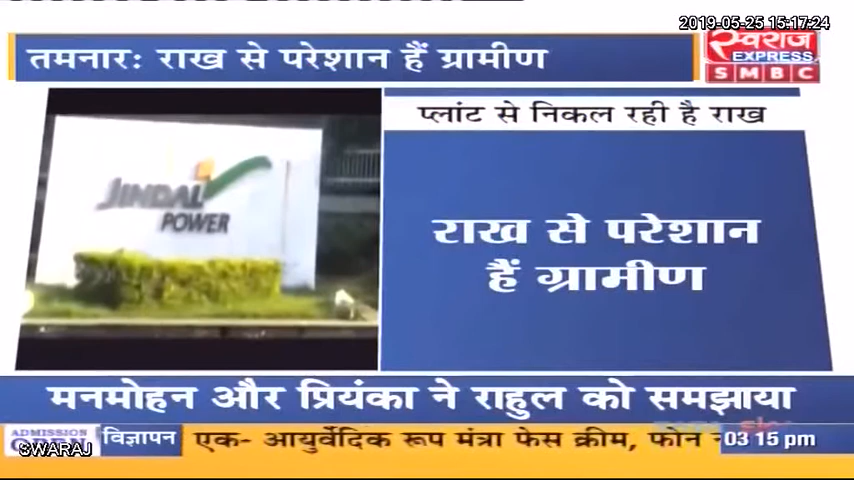 2019-05-25 15:17:24
स्वराज
EXPRESS
SMBC
तमनार: राख से परेशान हैं ग्रामीण
प्लांट से निकल रही है राख
JINDAL
POWER
राख से परेशान
हैं ग्रामीण
मनमोहन और प्रियंका ने राहुल को समझाया
ADMISSION
OPEN
SWARAJ
विज्ञापन
एक- आयुर्वेदिक रूप मंत्रा फेस क्रीम, फोन
03 15 pm